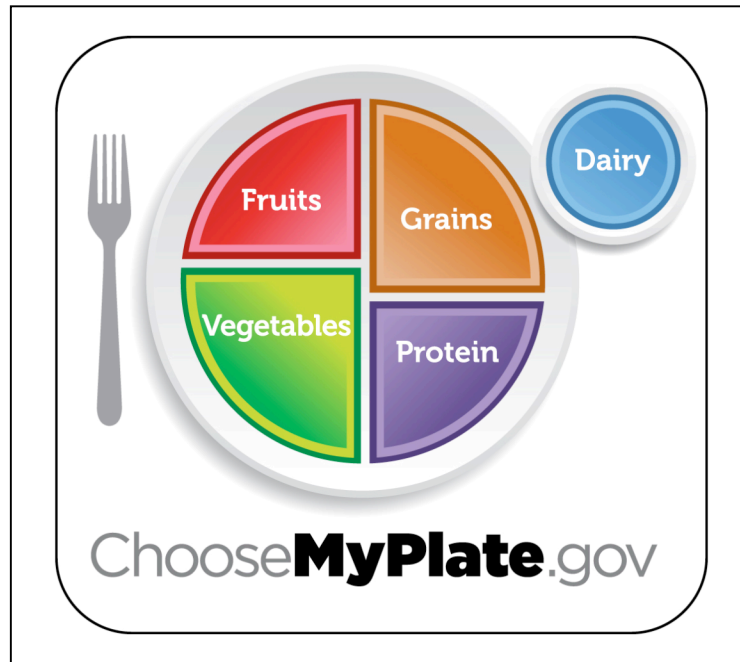 Fruits
Grains
Dairy
Vegetables
Protein
ChooseMyPlate.gov